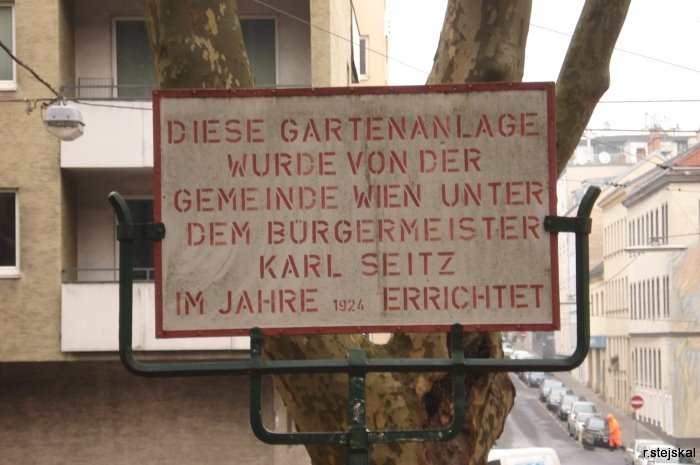 DIESE GARTENANLAGE
WURDE VON DER
GEMEINDE WIEN UNTER
DEM BÜRGERMEISTER
KARL SEITZ
IM JAHRE 1924 ERRICHTET
r.stejskal